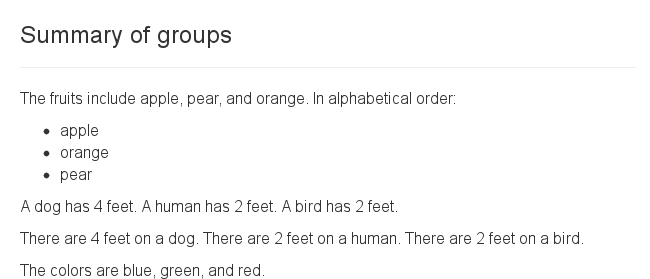 Summary of groups
The fruits include apple, pear, and orange. In alphabetical order:
• apple
• orange
• pear
A dog has 4 feet. A human has 2 feet. A bird has 2 feet.
There are 4 feet on a dog. There are 2 feet on a human. There are 2 feet on a bird.
The colors are blue, green, and red.